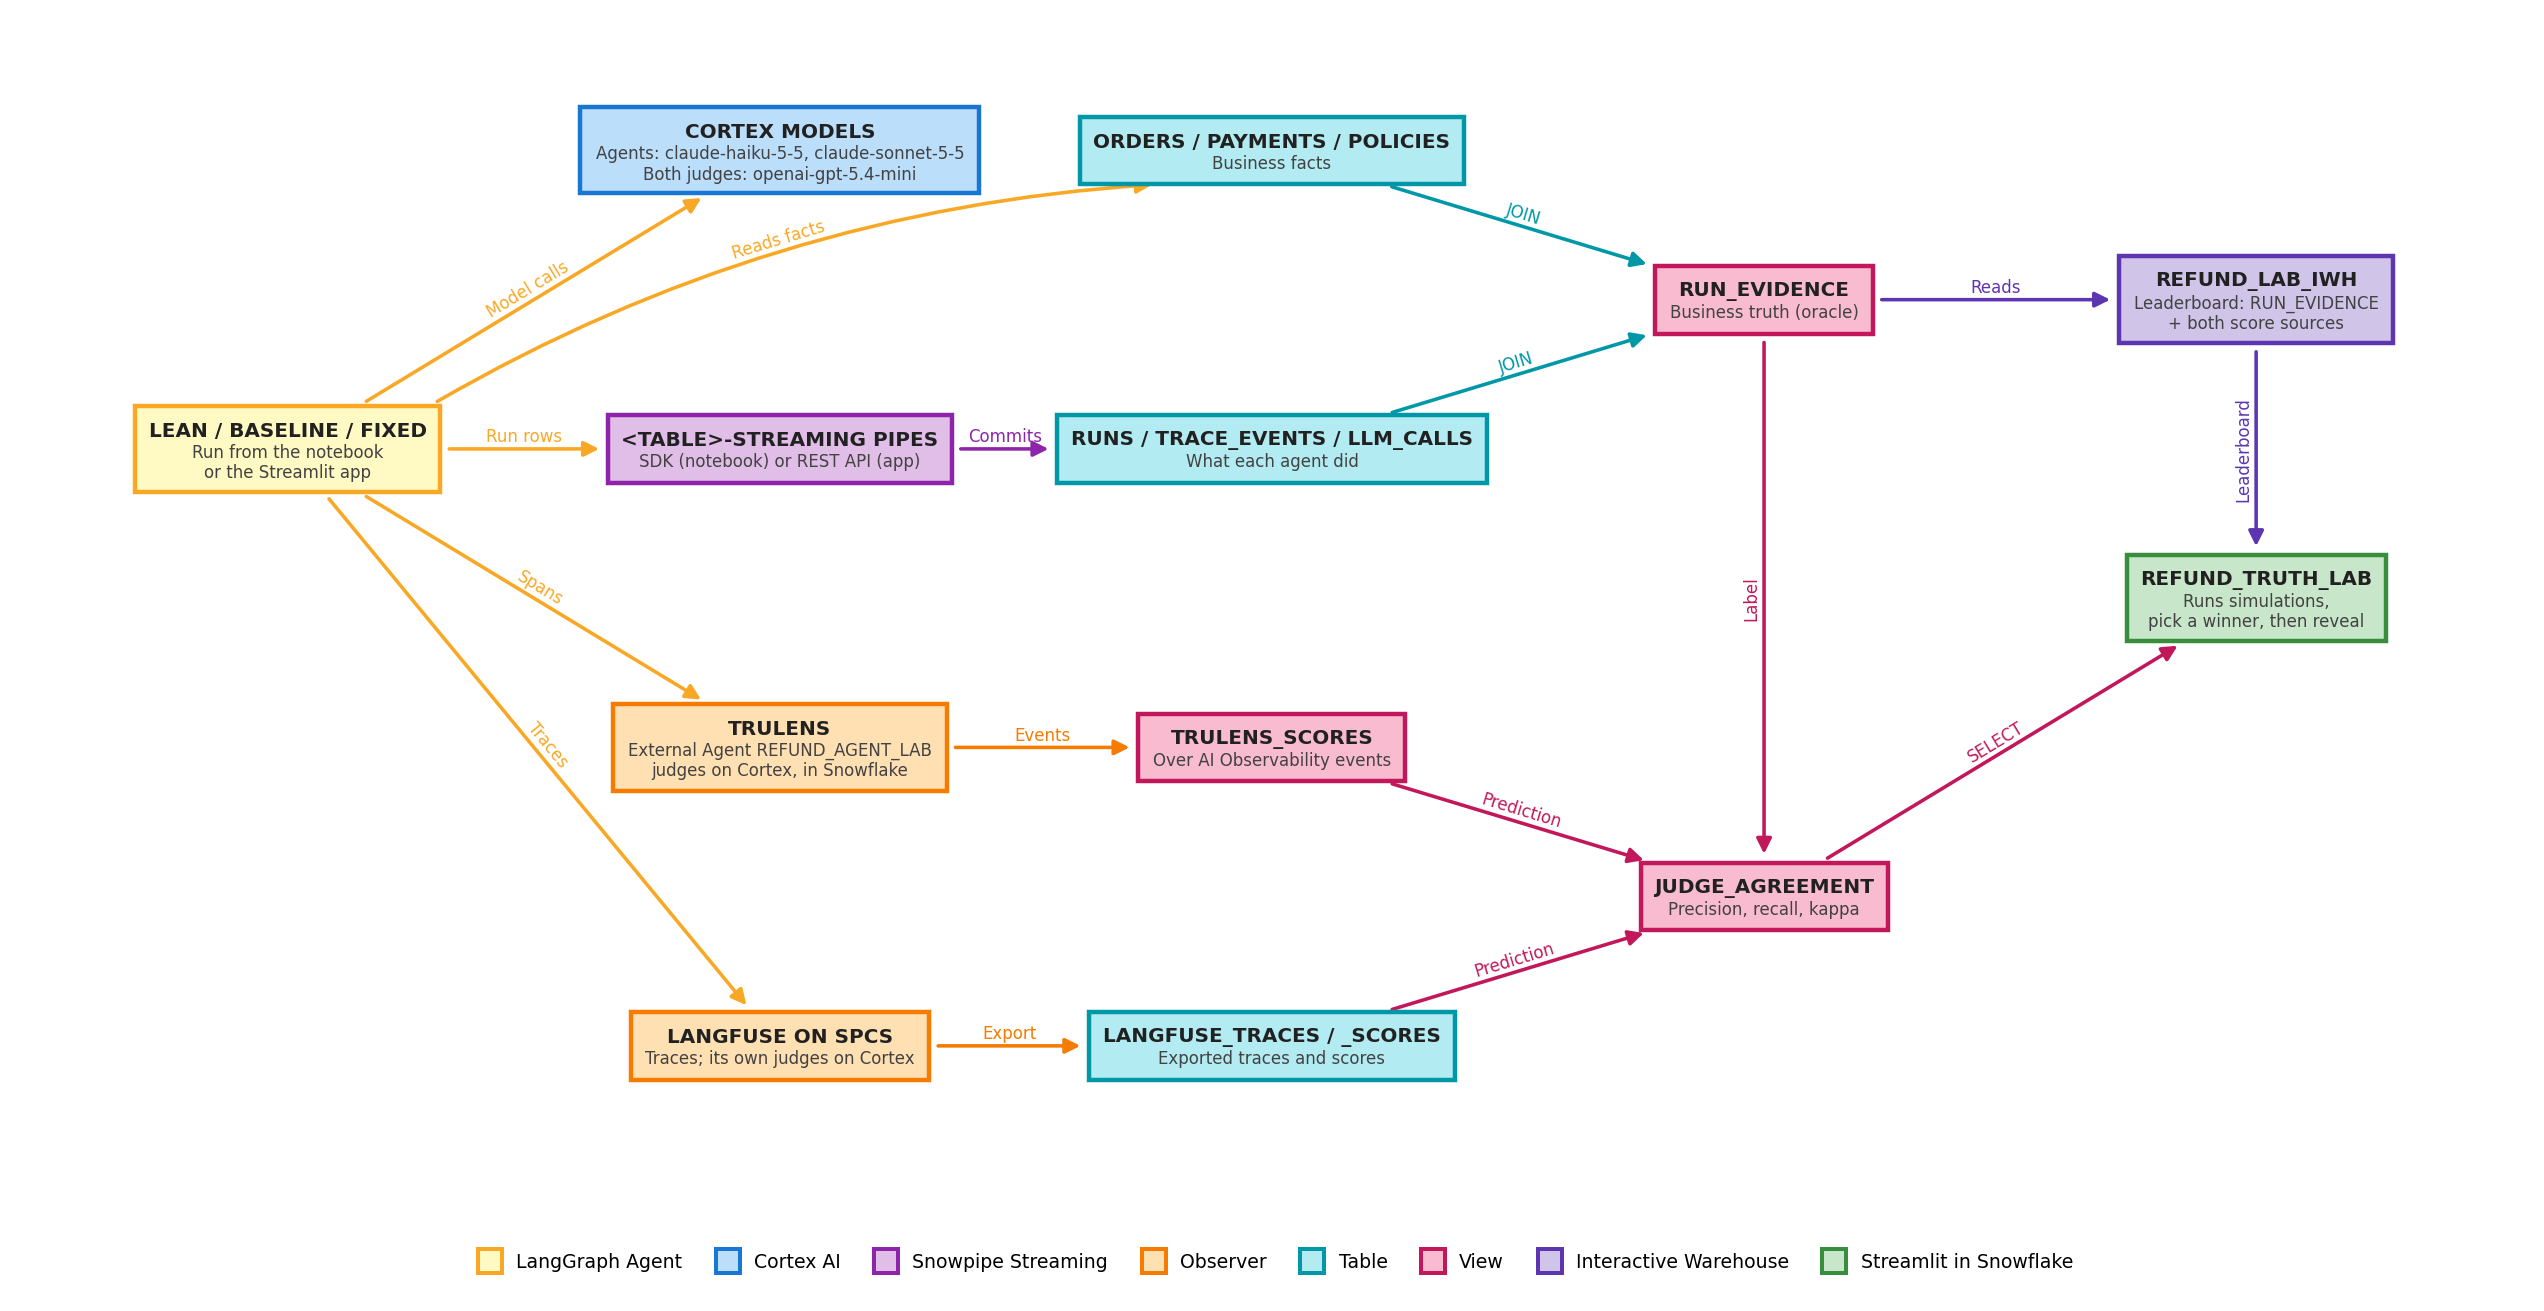 CORTEX MODELS
Agents: claude-haiku-5-5, claude-sonnet-5-5
Both judges: openai-gpt-5.4-mini
ORDERS / PAYMENTS / POLICIES
Business facts
JOIN
Reads facts
Model calls
RUN_EVIDENCE
Business truth (oracle)
Reads
REFUND_LAB_IWH
Leaderboard: RUN_EVIDENCE
+ both score sources
JOIN
LEAN / BASELINE / FIXED
Run from the notebook
or the Streamlit app
Run rows
<TABLE>-STREAMING PIPES
SDK (notebook) or REST API (app)
Commits
RUNS / TRACE_EVENTS / LLM_CALLS
What each agent did
Leaderboard
Spans
Label
REFUND_TRUTH_LAB
Runs simulations,
pick a winner, then reveal
Traces
TRULENS
External Agent REFUND_AGENT_LAB
judges on Cortex, in Snowflake
Events
TRULENS_SCORES
Over AI Observability events
SELECT
Prediction
JUDGE_AGREEMENT
Precision, recall, kappa
Prediction
LANGFUSE ON SPCS
Traces; its own judges on Cortex
Export
LANGFUSE_TRACES / _SCORES
Exported traces and scores
LangGraph Agent
Cortex AI
Snowpipe Streaming
Observer
Table
View
Interactive Warehouse
Streamlit in Snowflake